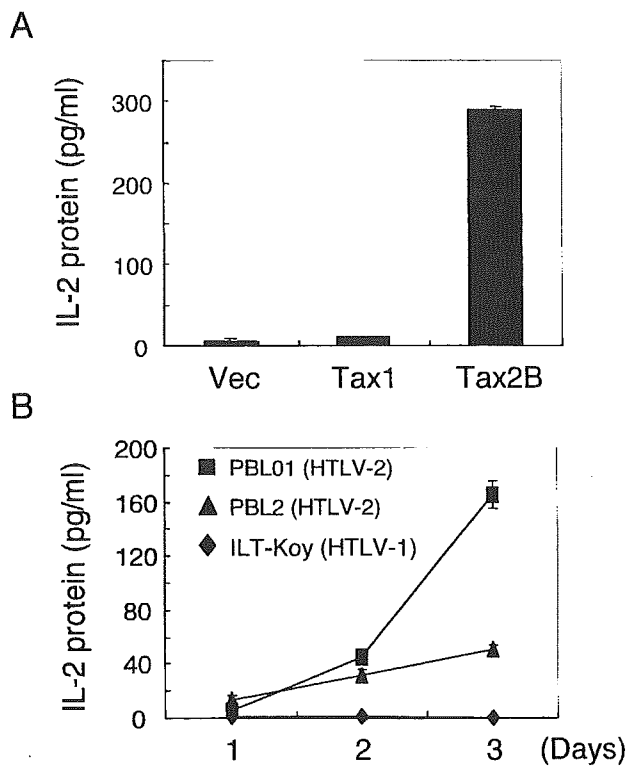 A
IL-2 protein (pg/ml)
300
200
100
0
Vec Tax1 Tax2B
B
IL-2 protein (pg/ml)
200
160
120
80
40
0
PBL01 (HTLV-2)
PBL2 (HTLV-2)
ILT-Koy (HTLV-1)
1 2 3 (Days)